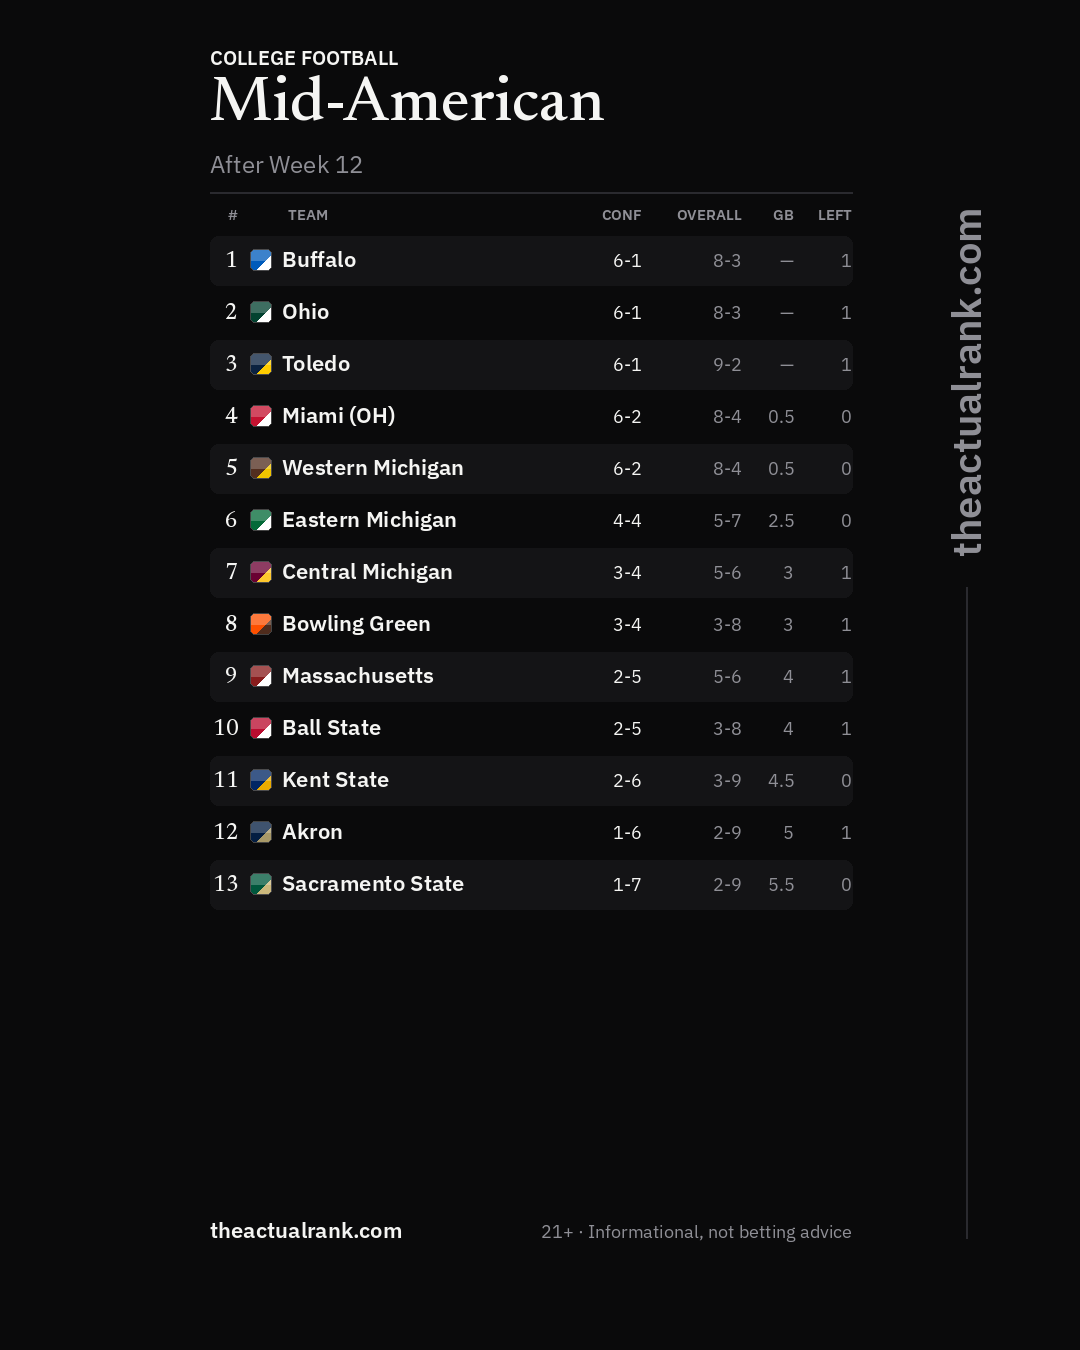 COLLEGE FOOTBALL
Mid-American
After Week 12
# TEAM CONF OVERALL GB LEFT
1 Buffalo 6-1 8-3 — 1
2 Ohio 6-1 8-3 — 1
3 Toledo 6-1 9-2 — 1
4 Miami (OH) 6-2 8-4 0.5 0
5 Western Michigan 6-2 8-4 0.5 0
6 Eastern Michigan 4-4 5-7 2.5 0
7 Central Michigan 3-4 5-6 3 1
8 Bowling Green 3-4 3-8 3 1
9 Massachusetts 2-5 5-6 4 1
10 Ball State 2-5 3-8 4 1
11 Kent State 2-6 3-9 4.5 0
12 Akron 1-6 2-9 5 1
13 Sacramento State 1-7 2-9 5.5 0
theactualrank.com
theactualrank.com 21+ · Informational, not betting advice